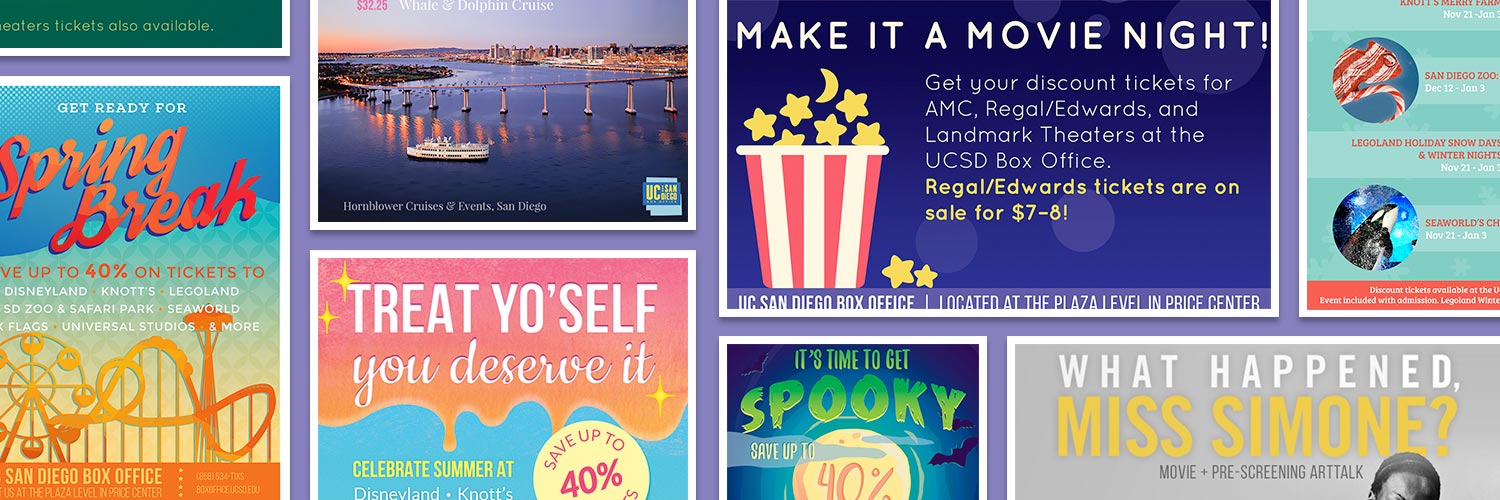 heaters tickets also available.
GET READY FOR
Spring
Break
VE UP TO 40% ON TICKETS TO
DISNEYLAND • KNOTT'S • LEGOLAND
SD ZOO & SAFARI PARK • SEAWORLD
X FLAGS • UNIVERSAL STUDIOS • & MORE
SAN DIEGO BOX OFFICE
US AT THE PLAZA LEVEL IN PRICE CENTER
(858) 534-TIXS
BOXOFFICE.UCSD.EDU
$32.25 Whale & Dolphin Cruise
Hornblower Cruises & Events, San Diego
UC SAN DIEGO
BOX OFFICE
TREAT YO'SELF
you deserve it
CELEBRATE SUMMER AT
Disneyland • Knott's
SAVE UP TO
40%
MAKE IT A MOVIE NIGHT!
Get your discount tickets for
AMC, Regal/Edwards, and
Landmark Theaters at the
UCSD Box Office.
Regal/Edwards tickets are on
sale for $7-8!
UC SAN DIEGO BOX OFFICE | LOCATED AT THE PLAZA LEVEL IN PRICE CENTER
IT'S TIME TO GET
SPOOKY
SAVE UP TO
40%
KNOTT'S MERRY FARM
Nov 21 -Jan 3
SAN DIEGO ZOO:
Dec 12 - Jan 3
LEGOLAND HOLIDAY SNOW DAYS
& WINTER NIGHTS
Nov 21 -Jan 3
SEAWORLD'S CH
Nov 21 - Jan 3
Discount tickets available at the U
Event included with admission. Legoland Winte
WHAT HAPPENED,
MISS SIMONE?
MOVIE + PRE-SCREENING ARTTALK